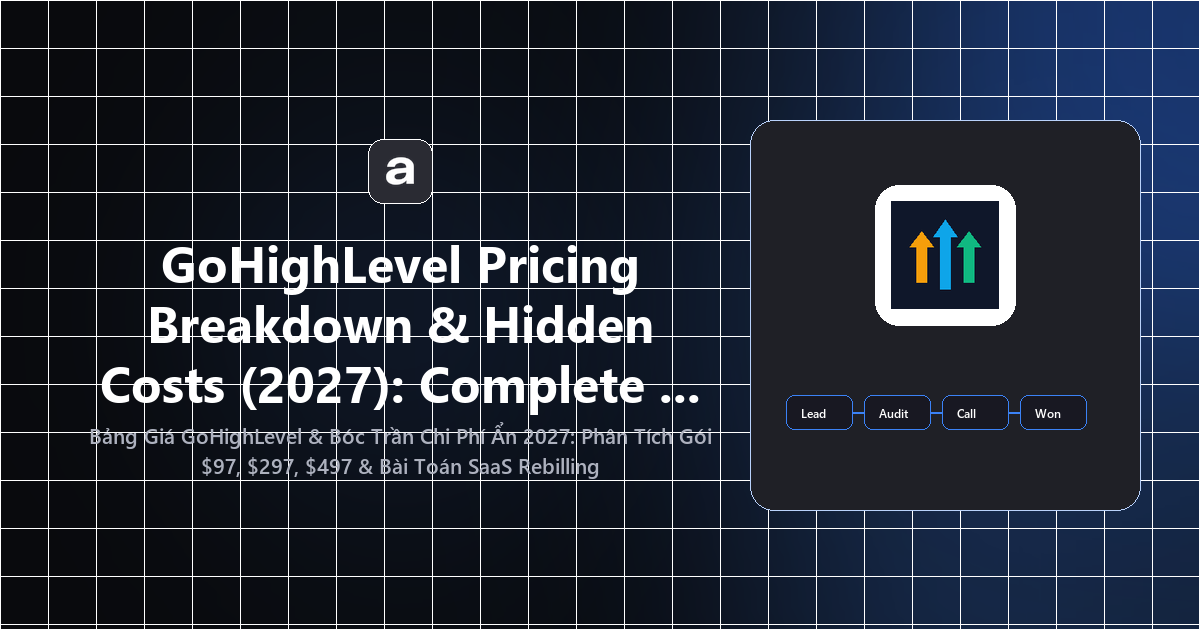 a
GoHighLevel Pricing
Breakdown & Hidden
Costs (2027): Complete ...
Bảng Giá GoHighLevel & Bóc Trần Chi Phí Ẩn 2027: Phân Tích Gói
$97, $297, $497 & Bài Toán SaaS Rebilling
Lead Audit Call Won